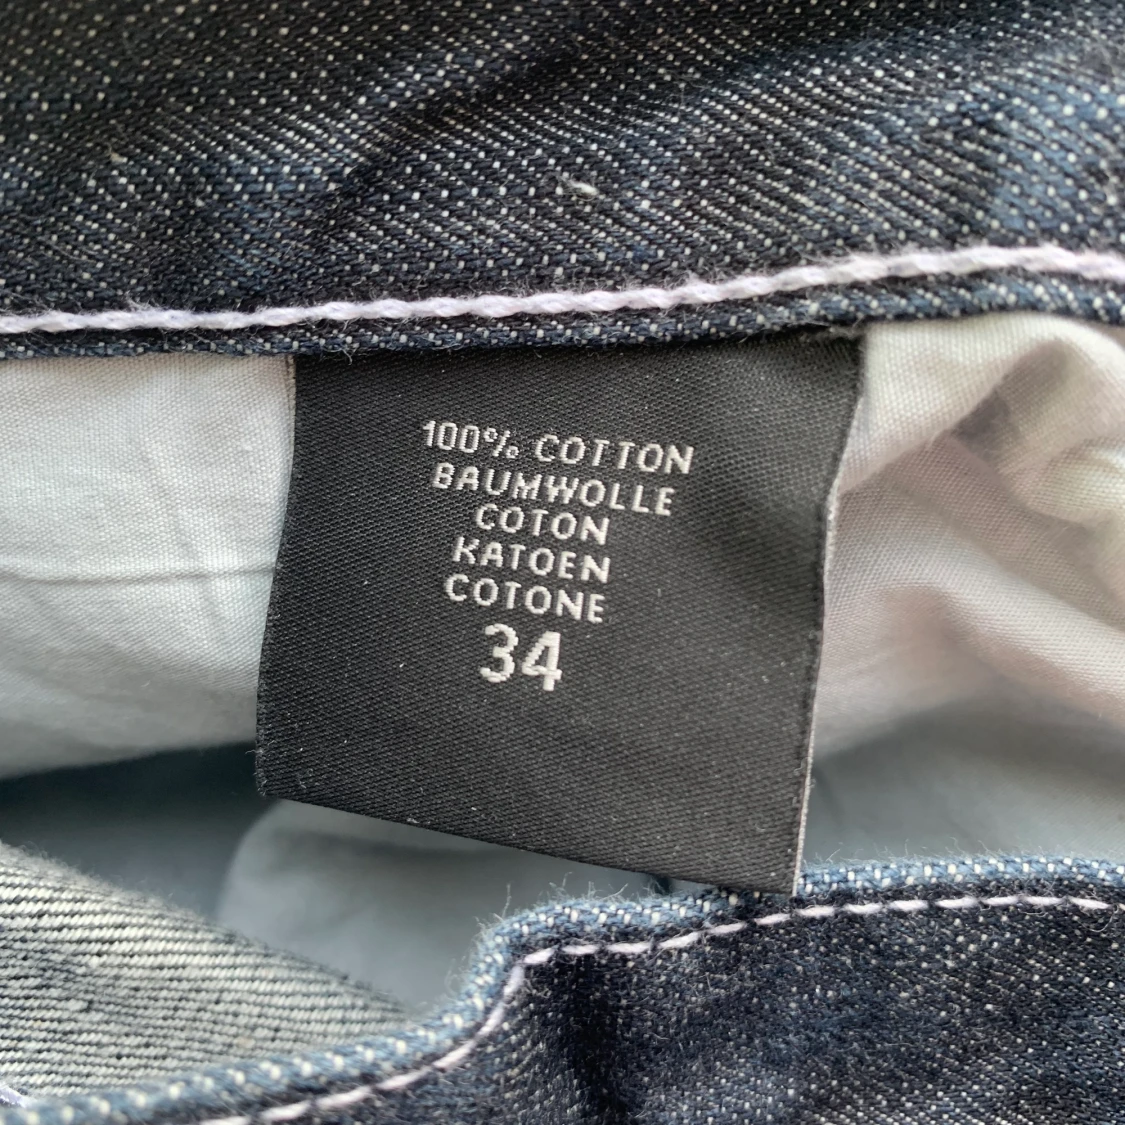 100% COTTON
BAUMWOLLE
COTON
KATOEN
COTONE
34